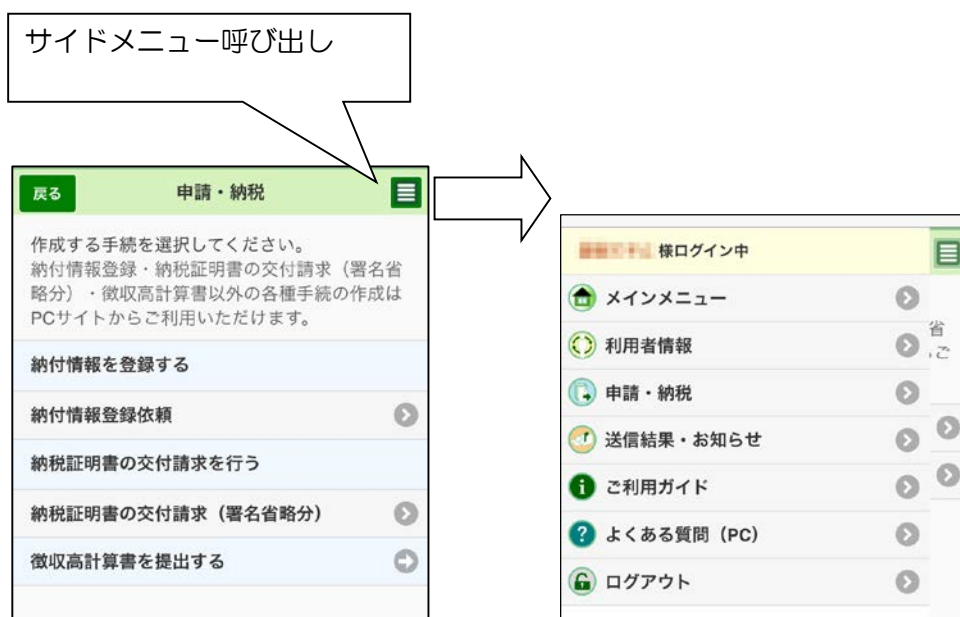 サイドメニュー呼び出し
戻る
申請・納税
作成する手続を選択してください。
納付情報登録・納税証明書の交付請求（署名省
略分）・徴収高計算書以外の各種手続の作成は
PCサイトからご利用いただけます。
納付情報を登録する
納付情報登録依頼
納税証明書の交付請求を行う
納税証明書の交付請求（署名省略分）
徴収高計算書を提出する
様ログイン中
メインメニュー
利用者情報
申請・納税
送信結果・お知らせ
ご利用ガイド
よくある質問（PC）
ログアウト
省
ご